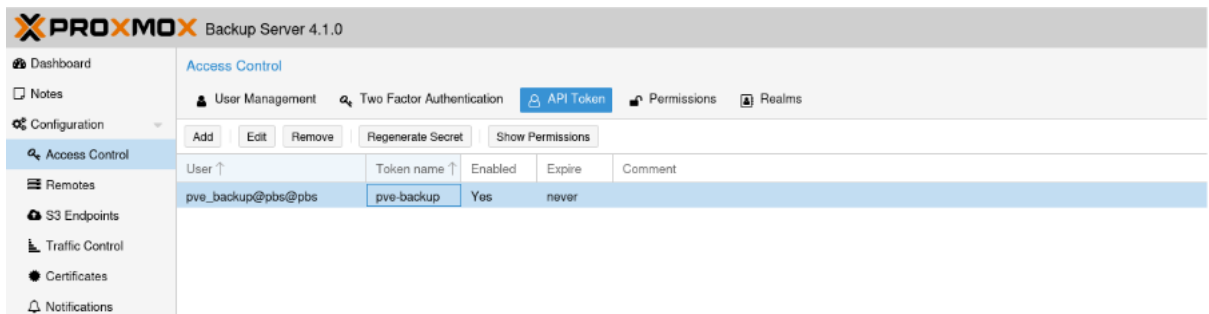 PROXMOX Backup Server 4.1.0
Dashboard
Notes
Configuration
Access Control
Remotes
S3 Endpoints
Traffic Control
Certificates
Notifications
Access Control
User Management Two Factor Authentication API Token Permissions Realms
Add Edit Remove Regenerate Secret Show Permissions
User Token name Enabled Expire Comment
pve_backup@pbs@pbs pve-backup Yes never